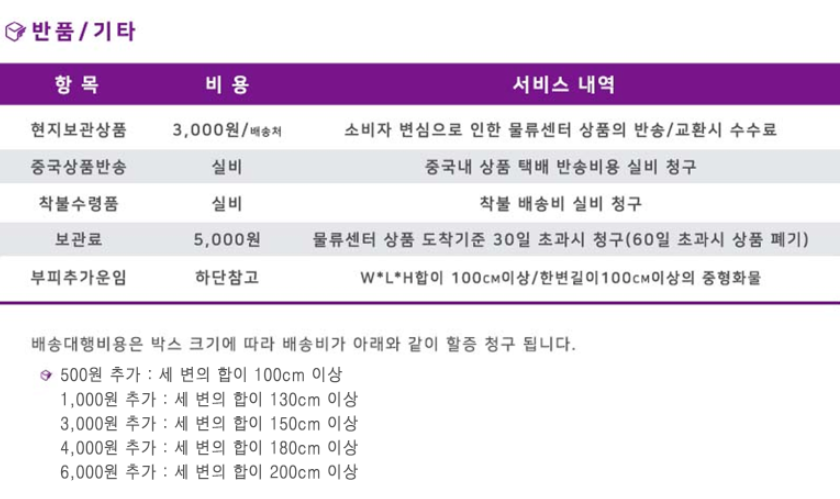 반품/기타
항 목 비 용 서비스 내역
현지보관상품 3,000원/배송처 소비자 변심으로 인한 물류센터 상품의 반송/교환시 수수료
중국상품반송 실비 중국내 상품 택배 반송비용 실비 청구
착불수령품 실비 착불 배송비 실비 청구
보관료 5,000원 물류센터 상품 도착기준 30일 초과시 청구(60일 초과시 상품 폐기)
부피추가운임 하단참고 W*L*H합이 100CM이상/한변길이100CM이상의 중형화물
배송대행비용은 박스 크기에 따라 배송비가 아래와 같이 할증 청구 됩니다.
500원 추가 : 세 변의 합이 100cm 이상
1,000원 추가 : 세 변의 합이 130cm 이상
3,000원 추가 : 세 변의 합이 150cm 이상
4,000원 추가 : 세 변의 합이 180cm 이상
6,000원 추가 : 세 변의 합이 200cm 이상